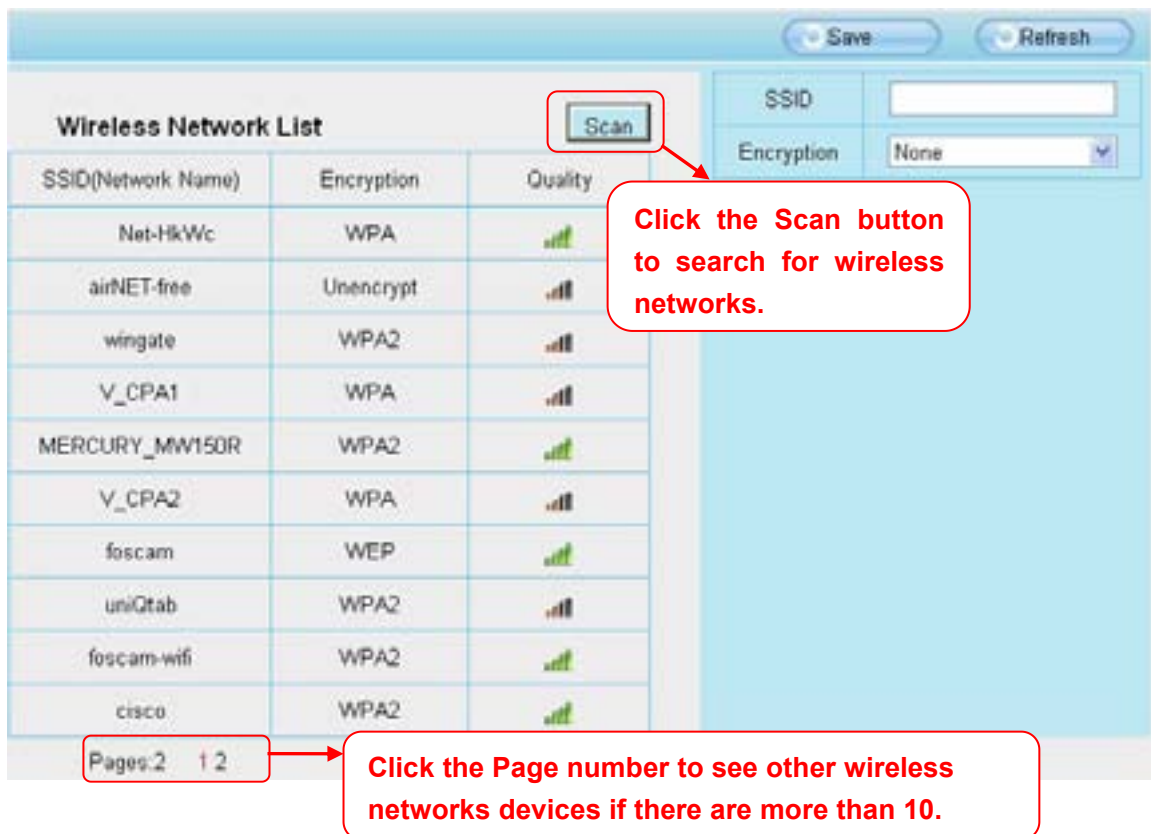 Save Refresh
Wireless Network List Scan
SSID
Encryption None
SSID(Network Name) Encryption Quality
Net-HkWc WPA
airNET-free Unencrypt
wingate WPA2
V_CPA1 WPA
MERCURY_MW150R WPA2
V_CPA2 WPA
foscam WEP
uniQtab WPA2
foscam-wifi WPA2
cisco WPA2
Pages:2 1 2
Click the Scan button
to search for wireless
networks.
Click the Page number to see other wireless
networks devices if there are more than 10.